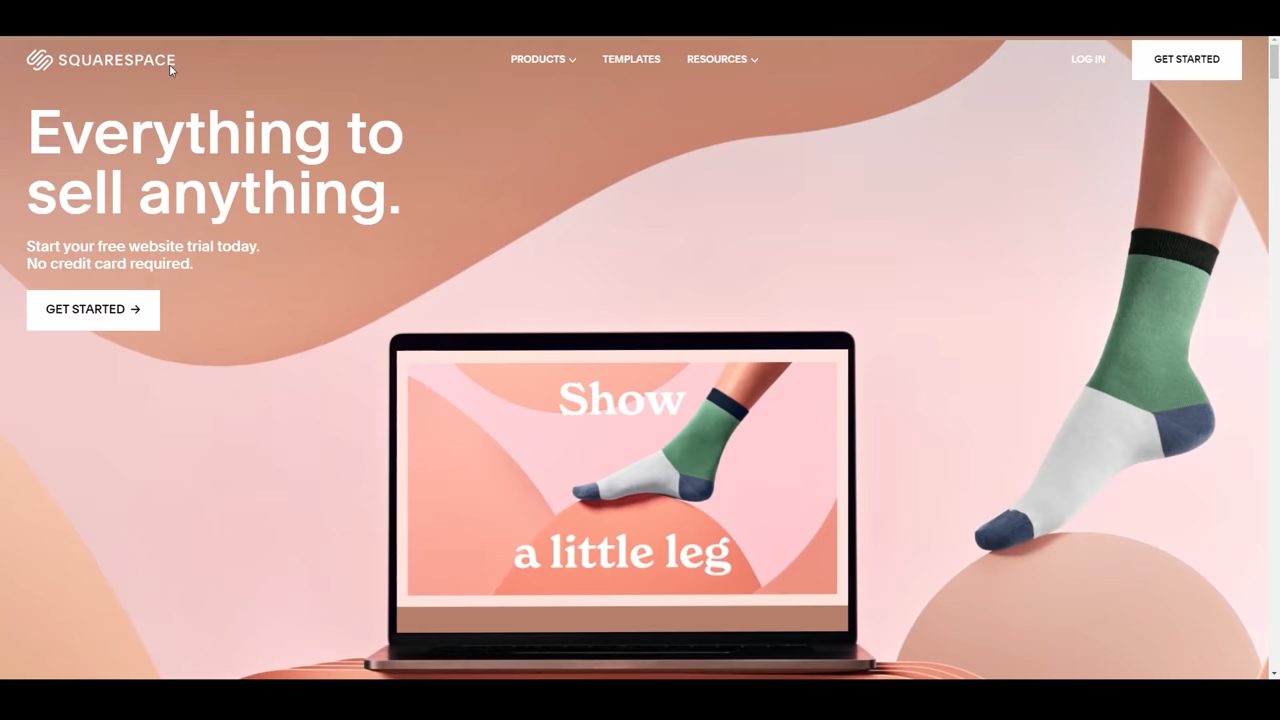 SQUARESPACE
PRODUCTS
TEMPLATES
RESOURCES
LOG IN
GET STARTED
Everything to
sell anything.
Start your free website trial today.
No credit card required.
GET STARTED →
Show
a little leg